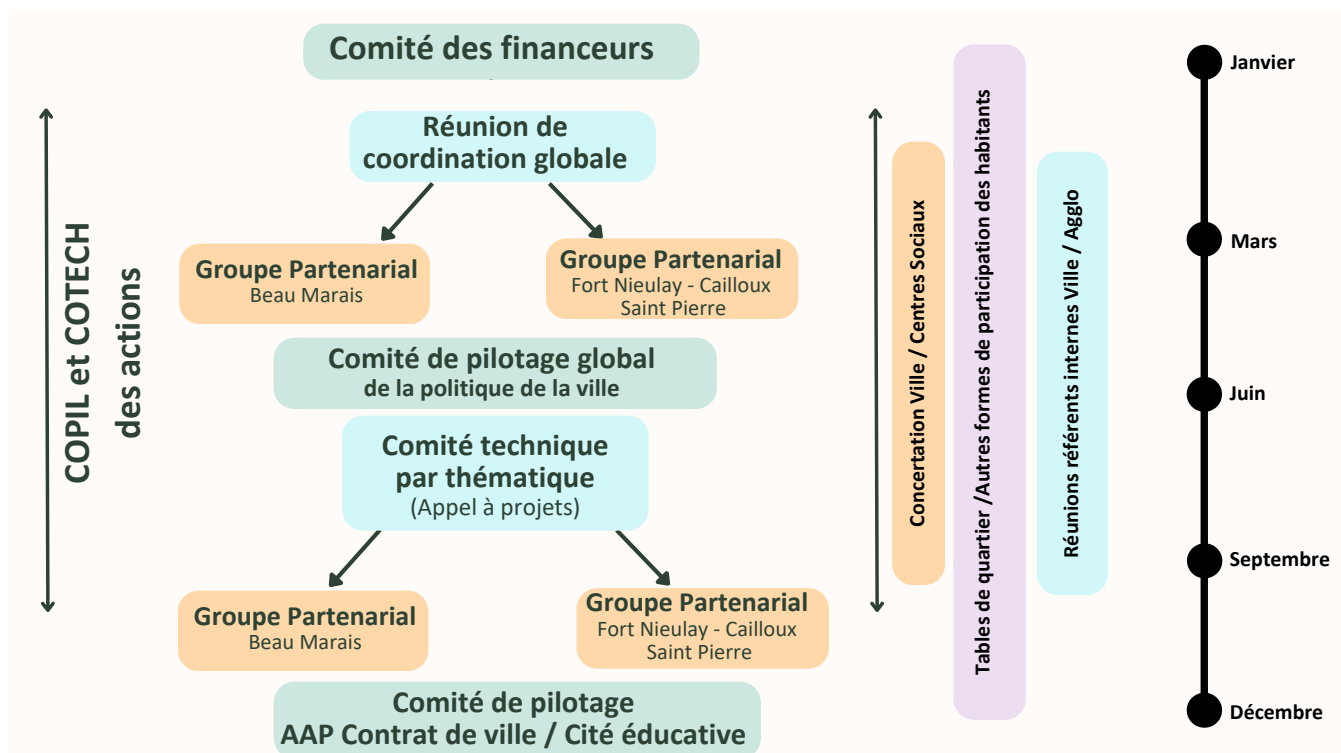 Comité des financeurs
Réunion de
coordination globale
Groupe Partenarial
Beau Marais
Groupe Partenarial
Fort Nieulay - Cailloux
Saint Pierre
Comité de pilotage global
de la politique de la ville
Comité technique
par thématique
(Appel à projets)
Groupe Partenarial
Beau Marais
Groupe Partenarial
Fort Nieulay - Cailloux
Saint Pierre
Comité de pilotage
AAP Contrat de ville / Cité éducative
COPIL et COTECH
des actions
Concertation Ville / Centres Sociaux
Tables de quartier /Autres formes de participation des habitants
Réunions référents internes Ville / Agglo
Janvier
Mars
Juin
Septembre
Décembre